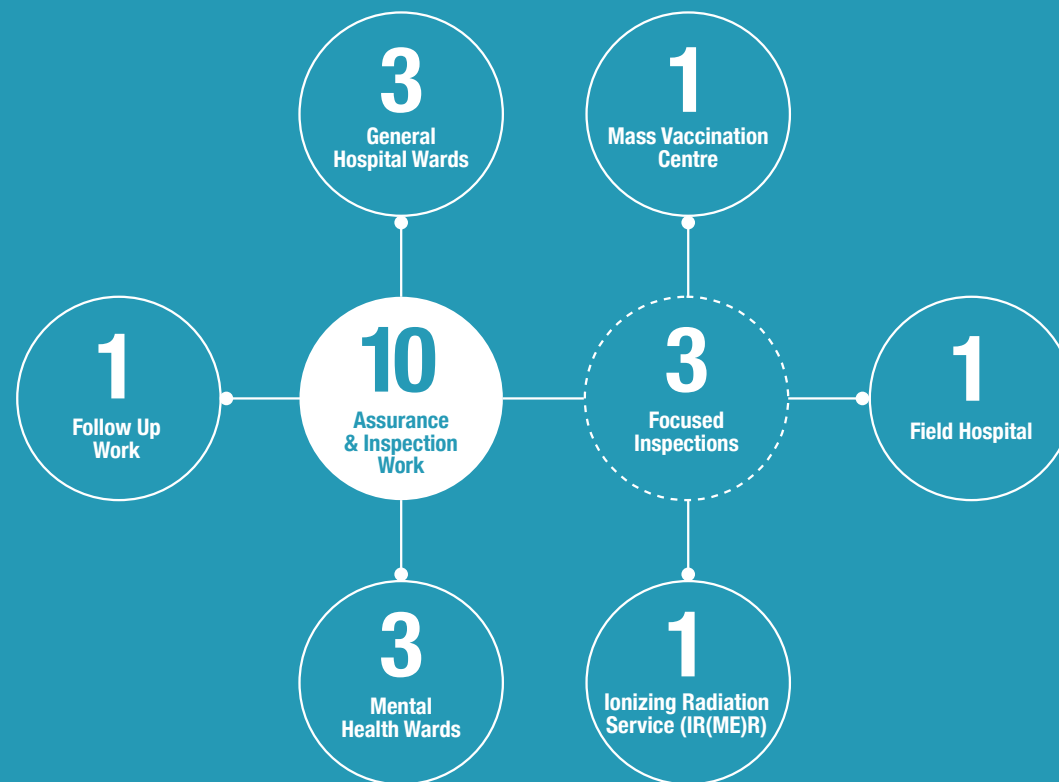 3
General
Hospital Wards
1
Mass Vaccination
Centre
1
Follow Up
Work
10
Assurance
& Inspection
Work
3
Focused
Inspections
1
Field Hospital
3
Mental
Health Wards
1
Ionizing Radiation
Service (IR(ME)R)